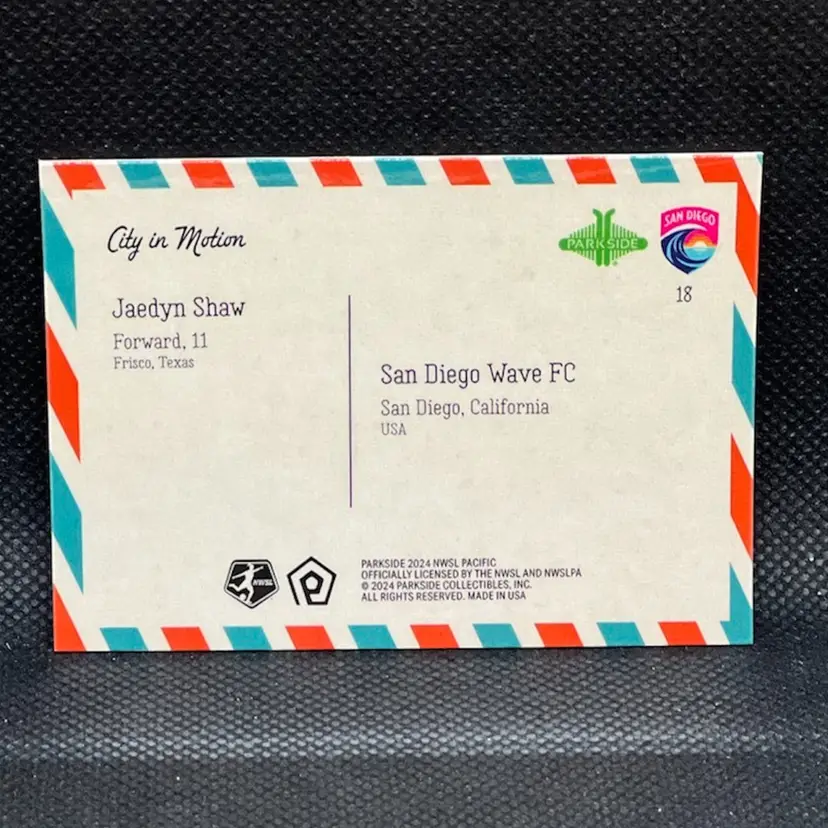 City in Motion
PARKSIDE
SAN DIEGO
18
Jaedyn Shaw
Forward, 11
Frisco, Texas
San Diego Wave FC
San Diego, California
USA
NWSL
PARKSIDE 2024 NWSL PACIFIC
OFFICIALLY LICENSED BY THE NWSL AND NWSLPA
© 2024 PARKSIDE COLLECTIBLES, INC.
ALL RIGHTS RESERVED. MADE IN USA